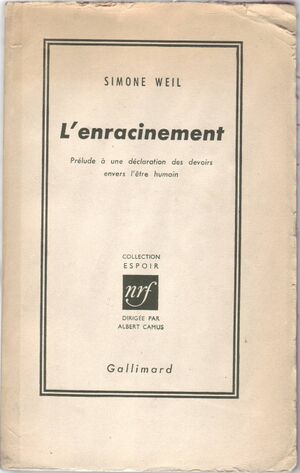 SIMONE WEIL
L'enracinement
Prélude à une déclaration des devoirs
envers l'être humain
COLLECTION
ESPOIR
nrf
DIRIGÉE PAR
ALBERT CAMUS
Gallimard